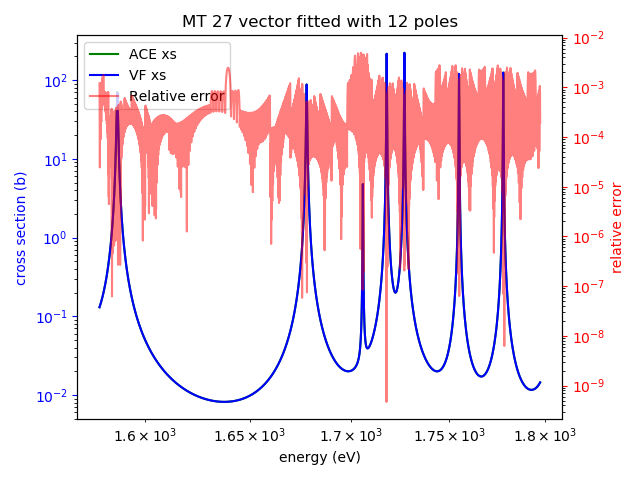 MT 27 vector fitted with 12 poles
ACE xs
VF xs
Relative error
10²
10¹
10⁰
10⁻¹
10⁻²
cross section (b)
10⁻²
10⁻³
10⁻⁴
10⁻⁵
10⁻⁶
10⁻⁷
10⁻⁸
10⁻⁹
relative error
1.6 × 10³ 1.65 × 10³ 1.7 × 10³ 1.75 × 10³ 1.8 × 10³
energy (eV)